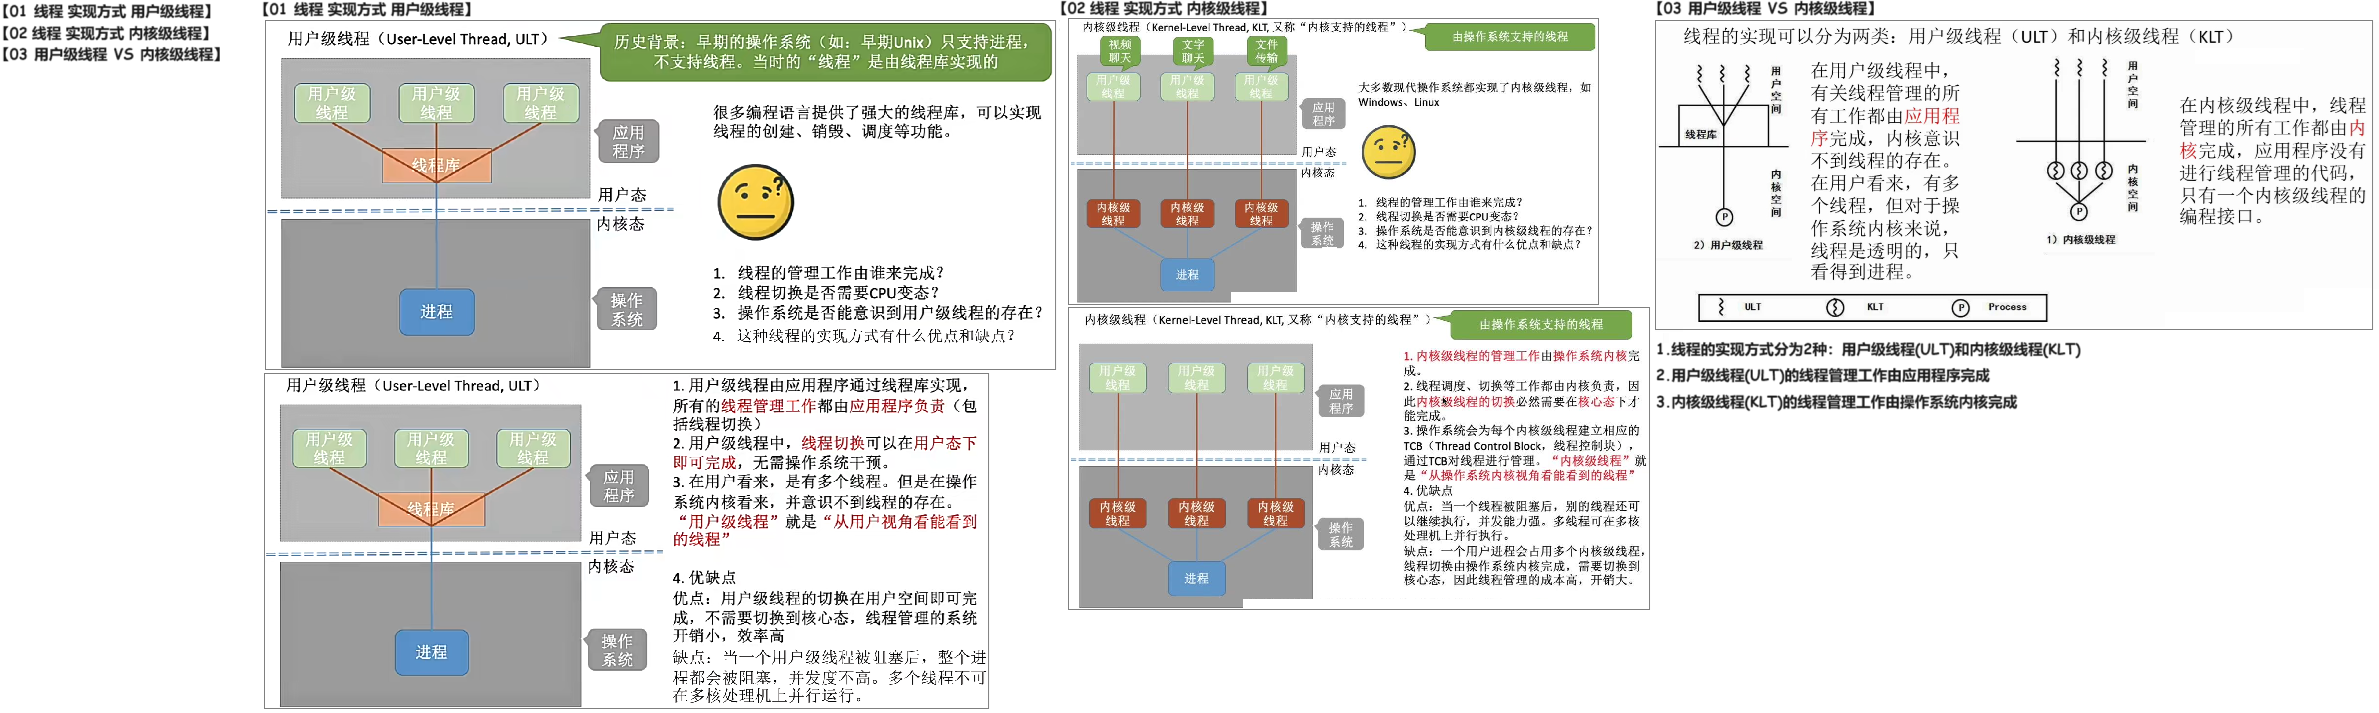 【01 线程 实现方式 用户级线程】
【02 线程 实现方式 内核级线程】
【03 用户级线程 VS 内核级线程】
【01 线程 实现方式 用户级线程】
用户级线程（User-Level Thread, ULT）
历史背景：早期的操作系统（如：早期Unix）只支持进程，
不支持线程。当时的“线程”是由线程库实现的
用户级
线程
用户级
线程
用户级
线程
线程库
应用
程序
用户态
内核态
进程
操作
系统
很多编程语言提供了强大的线程库，可以实现
线程的创建、销毁、调度等功能。
1. 线程的管理工作由谁来完成？
2. 线程切换是否需要CPU变态？
3. 操作系统是否能意识到用户级线程的存在？
4. 这种线程的实现方式有什么优点和缺点？
用户级线程（User-Level Thread, ULT）
用户级
线程
用户级
线程
用户级
线程
线程库
应用
程序
用户态
内核态
进程
操作
系统
1. 用户级线程由应用程序通过线程库实现，
所有的线程管理工作都由应用程序负责（包
括线程切换）
2. 用户级线程中，线程切换可以在用户态下
即可完成，无需操作系统干预。
3. 在用户看来，是有多个线程。但是在操作
系统内核看来，并意识不到线程的存在。
“用户级线程”就是“从用户视角看能看到
的线程”
4. 优缺点
优点：用户级线程的切换在用户空间即可完
成，不需要切换到核心态，线程管理的系统
开销小，效率高
缺点：当一个用户级线程被阻塞后，整个进
程都会被阻塞，并发度不高。多个线程不可
在多核处理机上并行运行。
【02 线程 实现方式 内核级线程】
内核级线程（Kernel-Level Thread, KLT, 又称“内核支持的线程”）
由操作系统支持的线程
视频
聊天
文字
聊天
文件
传输
用户级
线程
用户级
线程
用户级
线程
应用
程序
用户态
内核态
内核级
线程
内核级
线程
内核级
线程
操作
系统
进程
大多数现代操作系统都实现了内核级线程，如
Windows、Linux
1. 线程的管理工作由谁来完成？
2. 线程切换是否需要CPU变态？
3. 操作系统是否能意识到内核级线程的存在？
4. 这种线程的实现方式有什么优点和缺点？
内核级线程（Kernel-Level Thread, KLT, 又称“内核支持的线程”）
由操作系统支持的线程
用户级
线程
用户级
线程
用户级
线程
应用
程序
用户态
内核态
内核级
线程
内核级
线程
内核级
线程
操作
系统
进程
1. 内核级线程的管理工作由操作系统内核完
成。
2. 线程调度、切换等工作都由内核负责，因
此内核级线程的切换必然需要在核心态下才
能完成。
3. 操作系统会为每个内核级线程建立相应的
TCB（Thread Control Block，线程控制块），
通过TCB对线程进行管理。“内核级线程”就
是“从操作系统内核视角看能看到的线程”
4. 优缺点
优点：当一个线程被阻塞后，别的线程还可
以继续执行，并发能力强。多线程可在多核
处理机上并行执行。
缺点：一个用户进程会占用多个内核级线程，
线程切换由操作系统内核完成，需要切换到
核心态，因此线程管理的成本高，开销大。
【03 用户级线程 VS 内核级线程】
线程的实现可以分为两类：用户级线程（ULT）和内核级线程（KLT）
用户空间
线程库
内核空间
P
2）用户级线程
在用户级线程中，
有关线程管理的所
有工作都由应用程
序完成，内核意识
不到线程的存在。
在用户看来，有多
个线程，但对于操
作系统内核来说，
线程是透明的，只
看得到进程。
用户空间
内核空间
P
1）内核级线程
在内核级线程中，线程
管理的所有工作都由内
核完成，应用程序没有
进行线程管理的代码，
只有一个内核级线程的
编程接口。
ULT KLT P Process
1.线程的实现方式分为2种：用户级线程(ULT)和内核级线程(KLT)
2.用户级线程(ULT)的线程管理工作由应用程序完成
3.内核级线程(KLT)的线程管理工作由操作系统内核完成